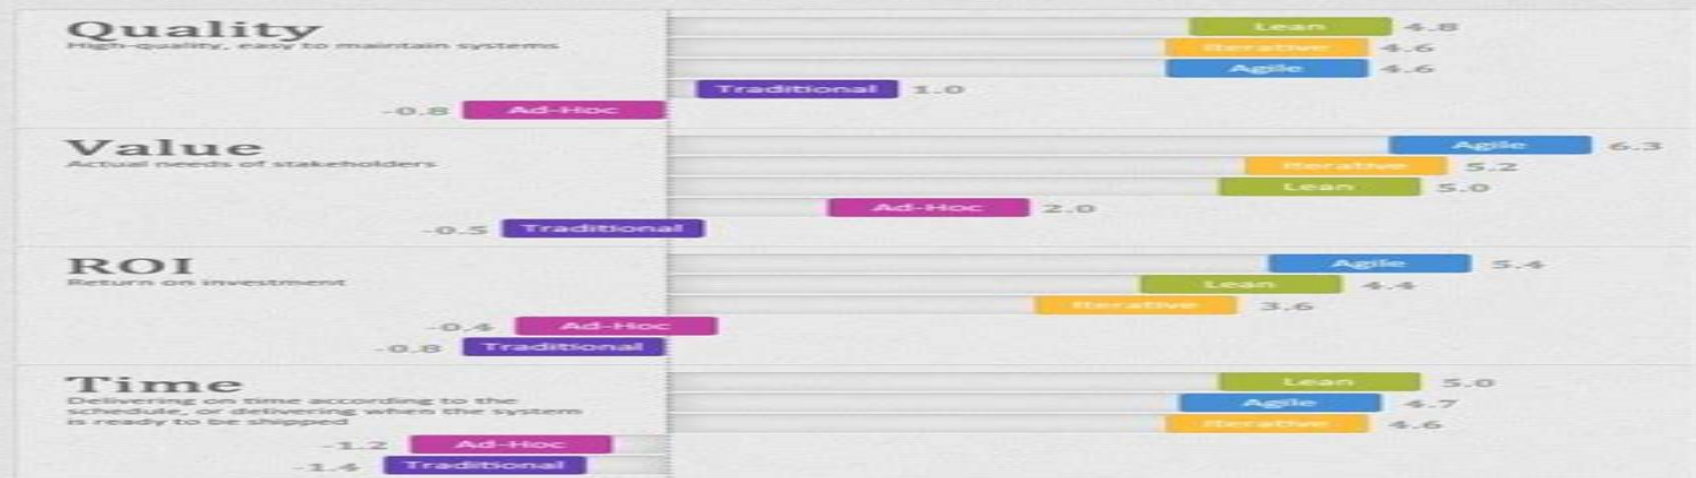 Quality
High-quality, easy to maintain systems
Lean 4.8
Iterative 4.6
Agile 4.6
Traditional 1.0
-0.8 Ad-Hoc
Value
Actual needs of stakeholders
Agile 6.3
Iterative 5.2
Lean 5.0
Ad-Hoc 2.0
-0.5 Traditional
ROI
Return on investment
Agile 5.4
Lean 4.4
Iterative 3.6
-0.4 Ad-Hoc
-0.8 Traditional
Time
Delivering on time according to the
schedule, or delivering when the system
is ready to be shipped
Lean 5.0
Agile 4.7
Iterative 4.6
-1.2 Ad-Hoc
-1.4 Traditional